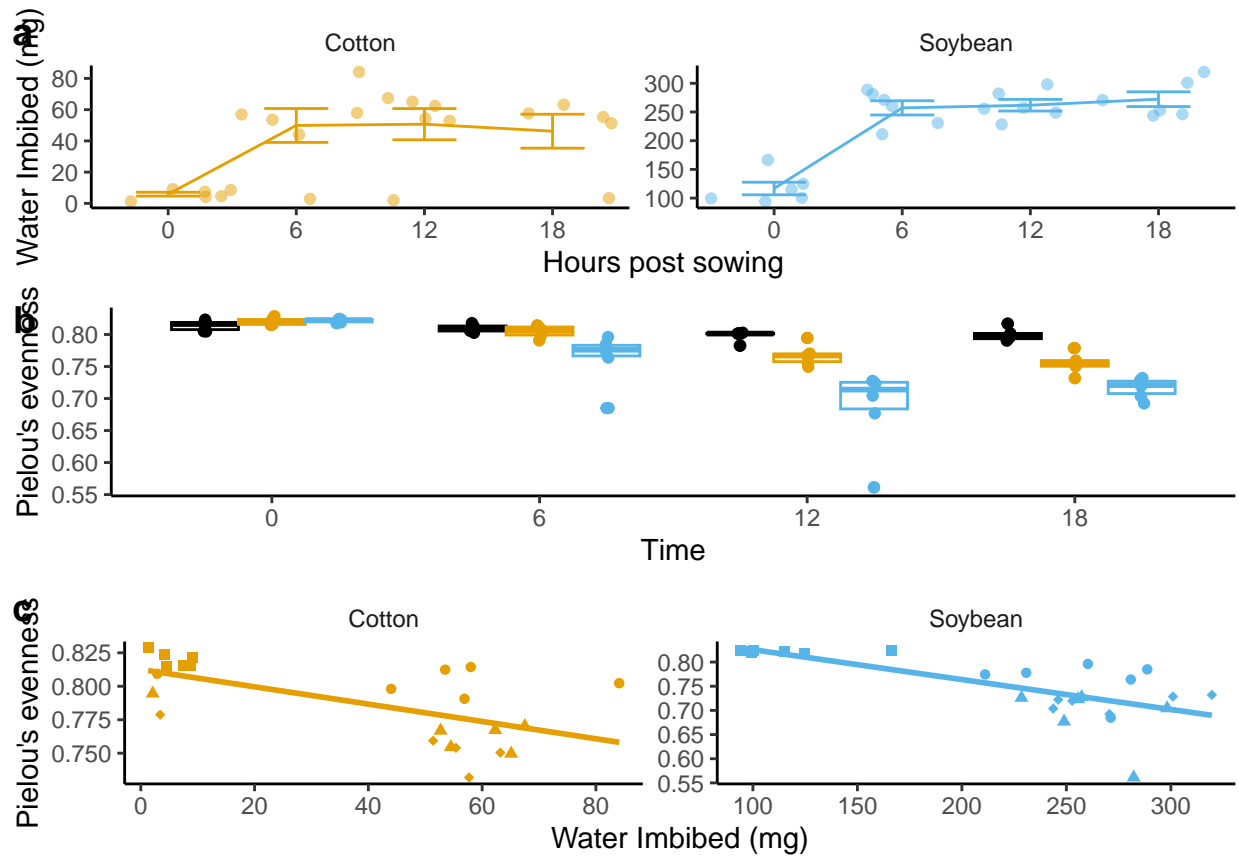 a
Water Imbibed (mg)
Cotton
Soybean
80
60
40
20
0
300
250
200
150
100
0 6 12 18
0 6 12 18
Hours post sowing
b
Pielou's evenness
0.80
0.75
0.70
0.65
0.60
0.55
0 6 12 18
Time
c
Pielou's evenness
Cotton
Soybean
0.825
0.800
0.775
0.750
0.80
0.75
0.70
0.65
0.60
0.55
0 20 40 60 80
100 150 200 250 300
Water Imbibed (mg)